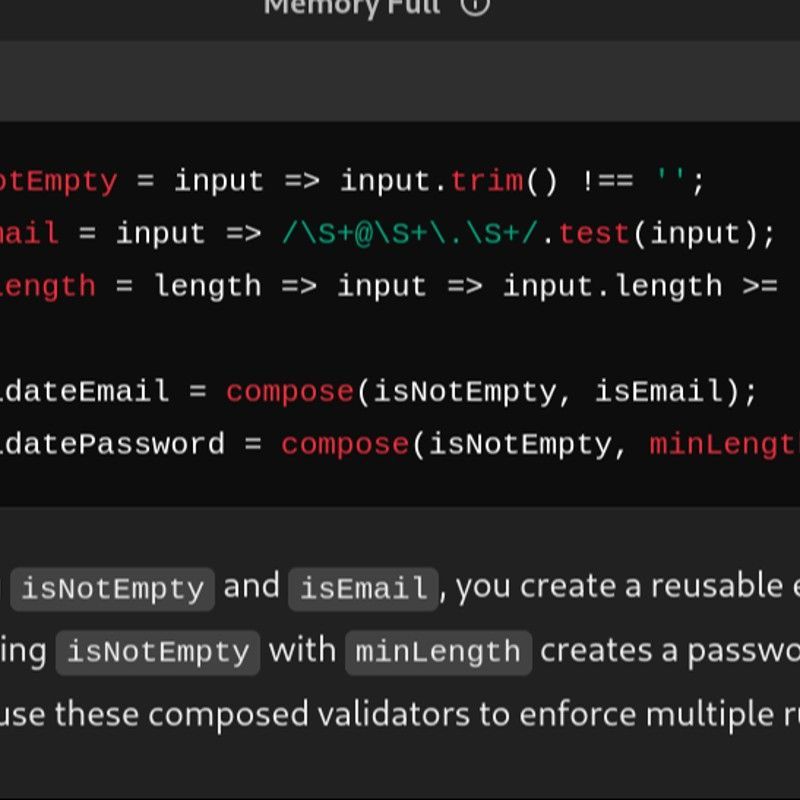 Memory Full
otEmpty = input => input.trim() !== '';
mail = input => /\S+@\S+\.\S+/.test(input);
Length = length => input => input.length >=
idateEmail = compose(isNotEmpty, isEmail);
idatePassword = compose(isNotEmpty, minLengt
isNotEmpty and isEmail, you create a reusable e
ing isNotEmpty with minLength creates a passwo
use these composed validators to enforce multiple ru